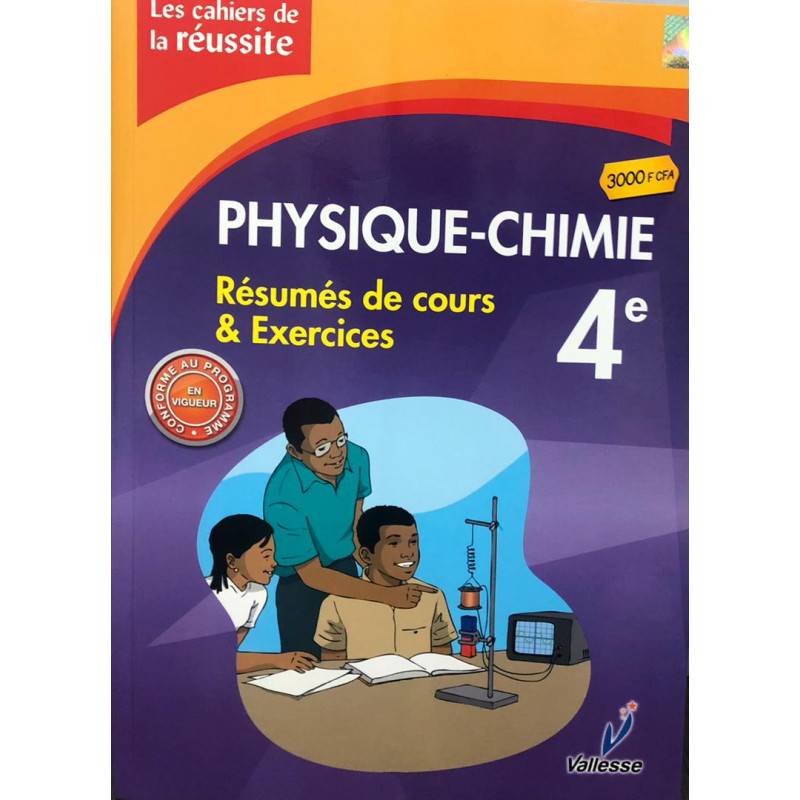 Les cahiers de
la réussite
3000 F CFA
PHYSIQUE-CHIMIE
Résumés de cours
& Exercices
4e
CONFORME AU PROGRAMME
EN
VIGUEUR
Vallesse